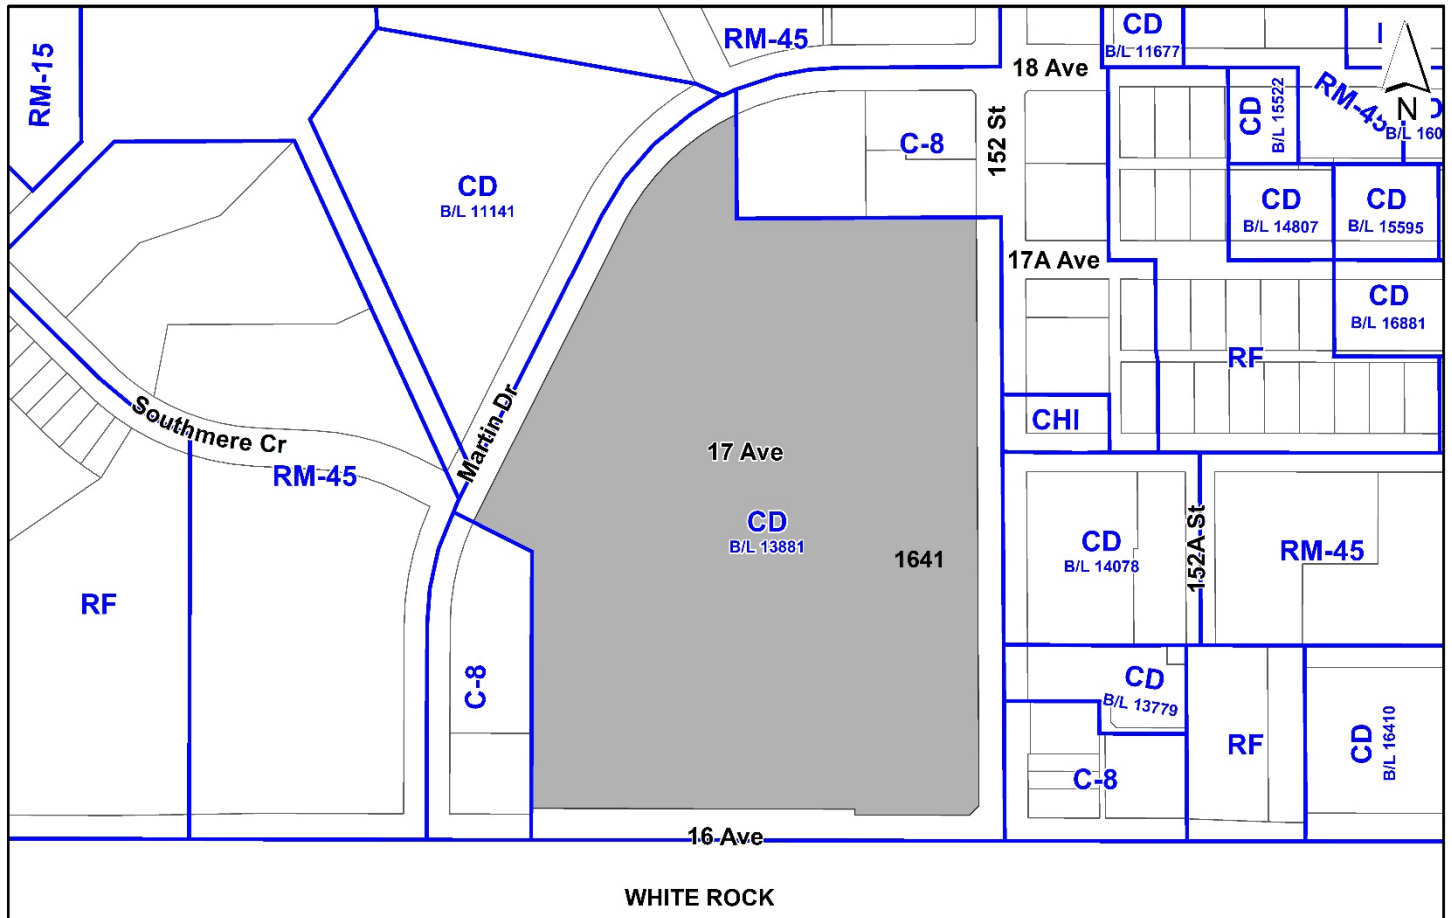 CD
B/L 11677
RM-45
RM-15
18 Ave
CD
B/L 15522
RM-45
N
B/L 160
152 St
C-8
CD
B/L 11141
CD
B/L 14807
CD
B/L 15595
17A Ave
CD
B/L 16881
RF
Southmere Cr
Martin Dr
CHI
17 Ave
RM-45
CD
B/L 13881
1641
CD
B/L 14078
152A St
RM-45
RF
C-8
CD
B/L 13779
RF
CD
B/L 16410
C-8
16 Ave
WHITE ROCK